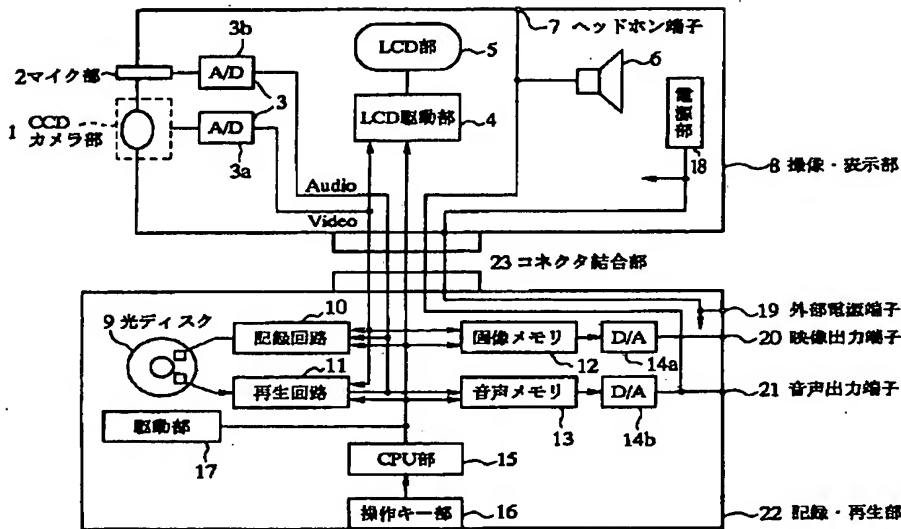 7 ヘッドホン端子
3b
A/D
LCD部
5
6
2 マイク部
3
A/D
3a
1 CCD
カメラ部
LCD駆動部
4
電源部
18
8 撮像・表示部
Audio
Video
23 コネクタ結合部
9 光ディスク
10
記録回路
11
再生回路
駆動部
17
画像メモリ
12
音声メモリ
13
D/A
14a
D/A
14b
CPU部
15
操作キー部
16
19 外部電源端子
20 映像出力端子
21 音声出力端子
22 記録・再生部